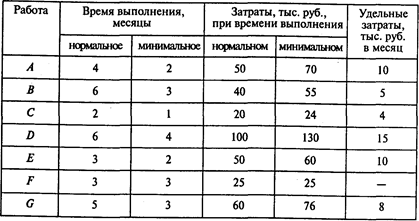 Работа | Время выполнения, месяцы | Затраты, тыс. руб., при времени выполнения | Удельные затраты, тыс. руб. в месяц
нормальное | минимальное | нормальном | минимальном
A | 4 | 2 | 50 | 70 | 10
B | 6 | 3 | 40 | 55 | 5
C | 2 | 1 | 20 | 24 | 4
D | 6 | 4 | 100 | 130 | 15
E | 3 | 2 | 50 | 60 | 10
F | 3 | 3 | 25 | 25 | —
G | 5 | 3 | 60 | 76 | 8